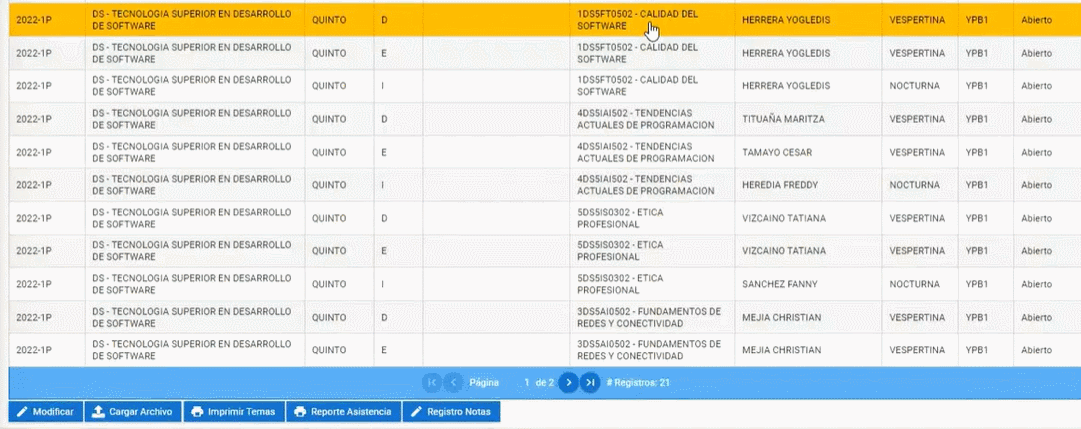 2022-1P DS - TECNOLOGIA SUPERIOR EN DESARROLLO DE SOFTWARE QUINTO D 1DS5FT0502 - CALIDAD DEL SOFTWARE HERRERA YOGLEDIS VESPERTINA YPB1 Abierto
2022-1P DS - TECNOLOGIA SUPERIOR EN DESARROLLO DE SOFTWARE QUINTO E 1DS5FT0502 - CALIDAD DEL SOFTWARE HERRERA YOGLEDIS VESPERTINA YPB1 Abierto
2022-1P DS - TECNOLOGIA SUPERIOR EN DESARROLLO DE SOFTWARE QUINTO I 1DS5FT0502 - CALIDAD DEL SOFTWARE HERRERA YOGLEDIS NOCTURNA YPB1 Abierto
2022-1P DS - TECNOLOGIA SUPERIOR EN DESARROLLO DE SOFTWARE QUINTO D 4DS5IAI502 - TENDENCIAS ACTUALES DE PROGRAMACION TITUAÑA MARITZA VESPERTINA YPB1 Abierto
2022-1P DS - TECNOLOGIA SUPERIOR EN DESARROLLO DE SOFTWARE QUINTO E 4DS5IAI502 - TENDENCIAS ACTUALES DE PROGRAMACION TAMAYO CESAR VESPERTINA YPB1 Abierto
2022-1P DS - TECNOLOGIA SUPERIOR EN DESARROLLO DE SOFTWARE QUINTO I 4DS5IAI502 - TENDENCIAS ACTUALES DE PROGRAMACION HEREDIA FREDDY NOCTURNA YPB1 Abierto
2022-1P DS - TECNOLOGIA SUPERIOR EN DESARROLLO DE SOFTWARE QUINTO D 5DS5IS0302 - ETICA PROFESIONAL VIZCAINO TATIANA VESPERTINA YPB1 Abierto
2022-1P DS - TECNOLOGIA SUPERIOR EN DESARROLLO DE SOFTWARE QUINTO E 5DS5IS0302 - ETICA PROFESIONAL VIZCAINO TATIANA VESPERTINA YPB1 Abierto
2022-1P DS - TECNOLOGIA SUPERIOR EN DESARROLLO DE SOFTWARE QUINTO I 5DS5IS0302 - ETICA PROFESIONAL SANCHEZ FANNY NOCTURNA YPB1 Abierto
2022-1P DS - TECNOLOGIA SUPERIOR EN DESARROLLO DE SOFTWARE QUINTO D 3DS5AI0502 - FUNDAMENTOS DE REDES Y CONECTIVIDAD MEJIA CHRISTIAN VESPERTINA YPB1 Abierto
2022-1P DS - TECNOLOGIA SUPERIOR EN DESARROLLO DE SOFTWARE QUINTO E 3DS5AI0502 - FUNDAMENTOS DE REDES Y CONECTIVIDAD MEJIA CHRISTIAN VESPERTINA YPB1 Abierto
Página 1 de 2 # Registros: 21
Modificar Cargar Archivo Imprimir Temas Reporte Asistencia Registro Notas